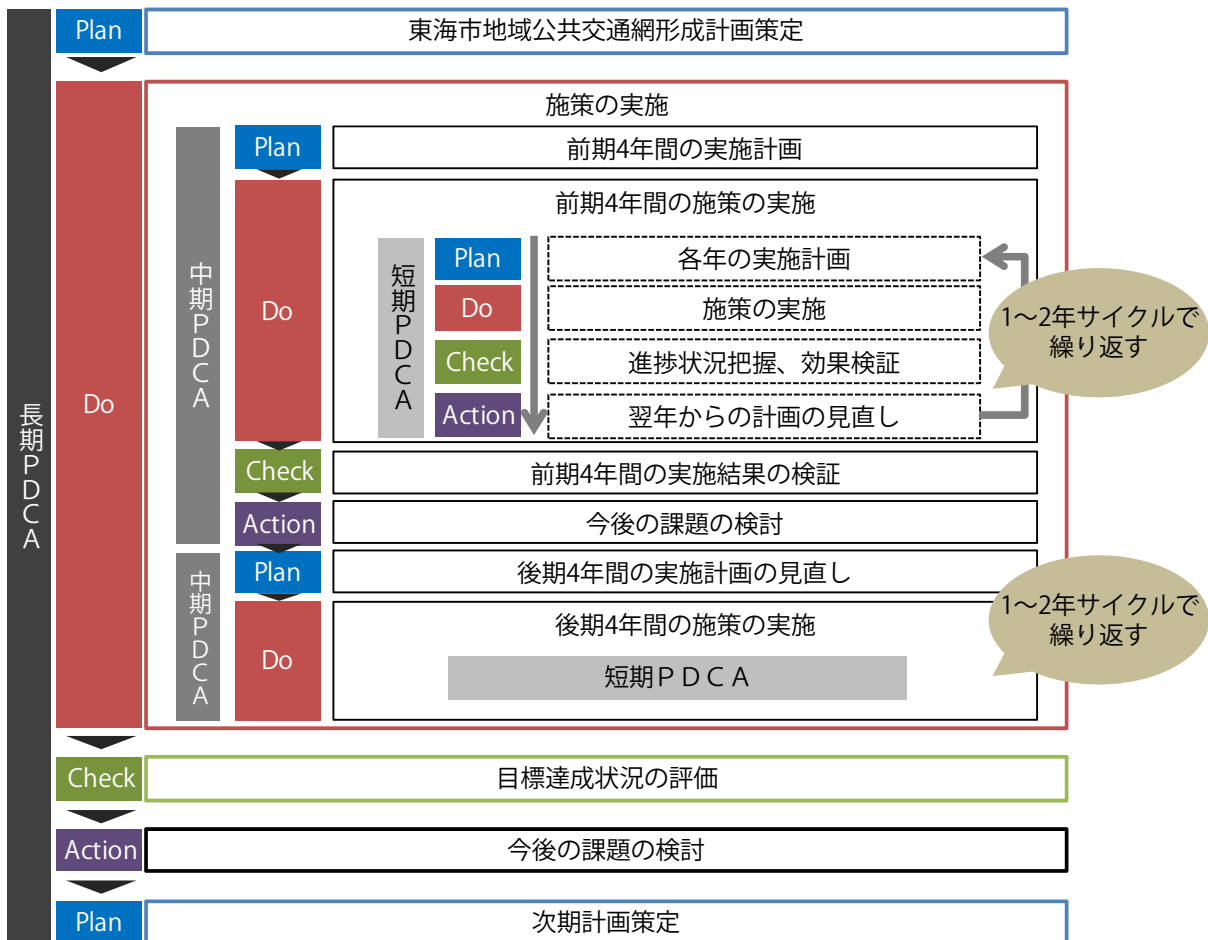 長期ＰＤＣＡ
Plan
東海市地域公共交通網形成計画策定
Do
施策の実施
中期ＰＤＣＡ
Plan
前期4年間の実施計画
Do
前期4年間の施策の実施
短期ＰＤＣＡ
Plan
各年の実施計画
Do
施策の実施
Check
進捗状況把握、効果検証
Action
翌年からの計画の見直し
1～2年サイクルで
繰り返す
Check
前期4年間の実施結果の検証
Action
今後の課題の検討
中期ＰＤＣＡ
Plan
後期4年間の実施計画の見直し
Do
後期4年間の施策の実施
短期ＰＤＣＡ
1～2年サイクルで
繰り返す
Check
目標達成状況の評価
Action
今後の課題の検討
Plan
次期計画策定